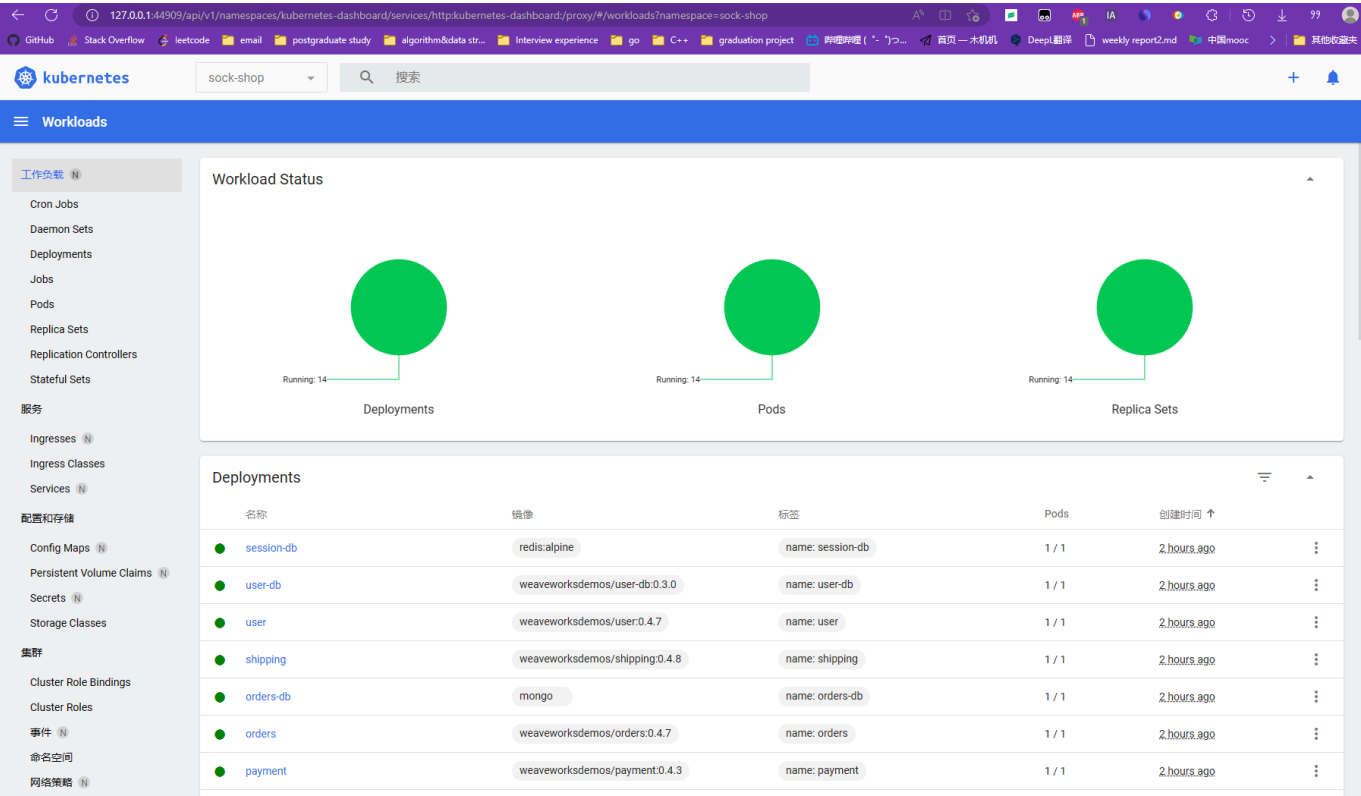 127.0.0.1:44909/api/v1/namespaces/kubernetes-dashboard/services/http:kubernetes-dashboard:/proxy/#/workloads?namespace=sock-shop
GitHub Stack Overflow leetcode email postgraduate study algorithm&data str... Interview experience go C++ graduation project 哔哩哔哩 ( ゜- ゜)つ... 首页 — 木机机 DeepL翻译 weekly report2.md 中国mooc 其他收藏夹
kubernetes sock-shop 搜索
Workloads
工作负载 N
Cron Jobs
Daemon Sets
Deployments
Jobs
Pods
Replica Sets
Replication Controllers
Stateful Sets
服务
Ingresses N
Ingress Classes
Services N
配置和存储
Config Maps N
Persistent Volume Claims N
Secrets N
Storage Classes
集群
Cluster Role Bindings
Cluster Roles
事件 N
命名空间
网络策略 N
Workload Status
Running: 14 Running: 14 Running: 14
Deployments Pods Replica Sets
Deployments
名称 镜像 标签 Pods 创建时间
session-db redis:alpine name: session-db 1 / 1 2 hours ago
user-db weaveworksdemos/user-db:0.3.0 name: user-db 1 / 1 2 hours ago
user weaveworksdemos/user:0.4.7 name: user 1 / 1 2 hours ago
shipping weaveworksdemos/shipping:0.4.8 name: shipping 1 / 1 2 hours ago
orders-db mongo name: orders-db 1 / 1 2 hours ago
orders weaveworksdemos/orders:0.4.7 name: orders 1 / 1 2 hours ago
payment weaveworksdemos/payment:0.4.3 name: payment 1 / 1 2 hours ago